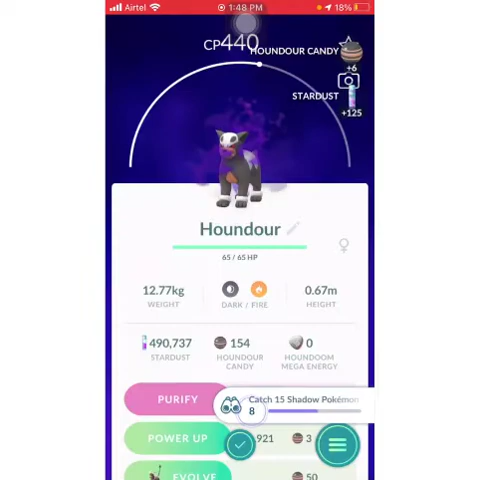 Airtel
1:48 PM
18%
CP440
HOUNDOUR CANDY
+6
STARDUST
+125
Houndour
65 / 65 HP
12.77kg
WEIGHT
DARK / FIRE
0.67m
HEIGHT
490,737
STARDUST
154
HOUNDOUR
CANDY
0
HOUNDOOM
MEGA ENERGY
PURIFY
Catch 15 Shadow Pokémon
8
POWER UP
921
3
EVOLVE
50